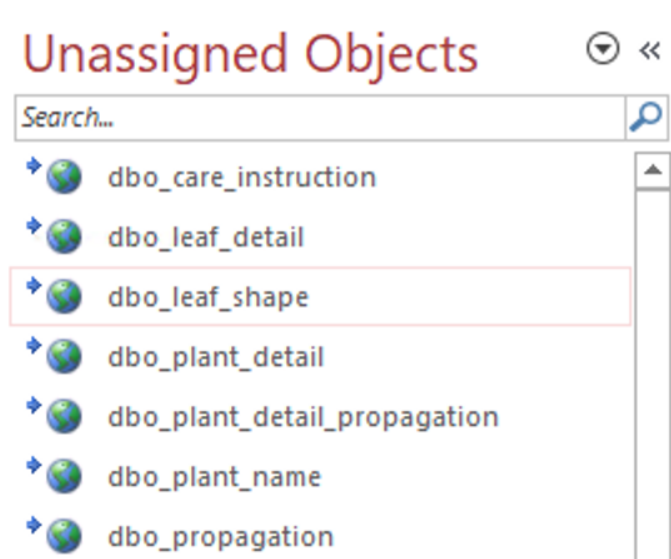 Unassigned Objects
Search...
dbo_care_instruction
dbo_leaf_detail
dbo_leaf_shape
dbo_plant_detail
dbo_plant_detail_propagation
dbo_plant_name
dbo_propagation